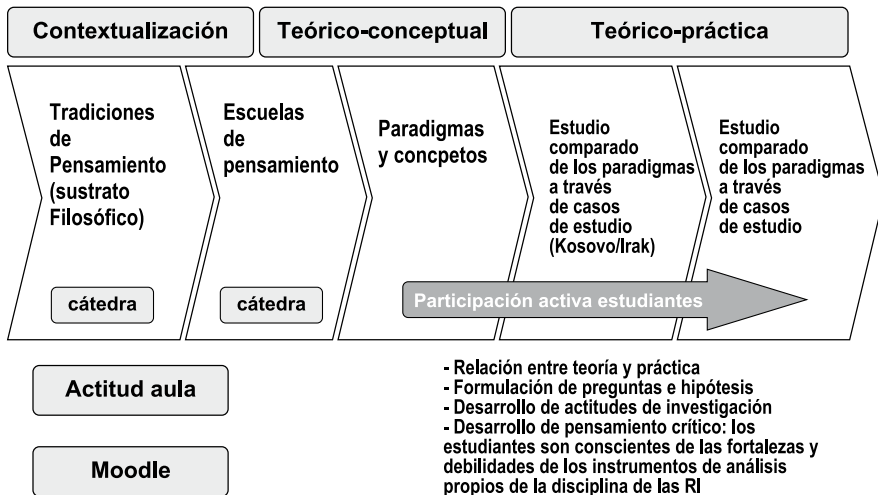 Contextualización
Teórico-conceptual
Teórico-práctica
Tradiciones
de
Pensamiento
(sustrato
Filosófico)
cátedra
Escuelas
de
pensamiento
cátedra
Paradigmas
y concpetos
Estudio
comparado
de los paradigmas
a través
de casos
de estudio
(Kosovo/Irak)
Estudio
comparado
de los paradigmas
a través
de casos
de estudio
Participación activa estudiantes
Actitud aula
Moodle
- Relación entre teoría y práctica
- Formulación de preguntas e hipótesis
- Desarrollo de actitudes de investigación
- Desarrollo de pensamiento crítico: los
estudiantes son conscientes de las fortalezas y
debilidades de los instrumentos de análisis
propios de la disciplina de las RI